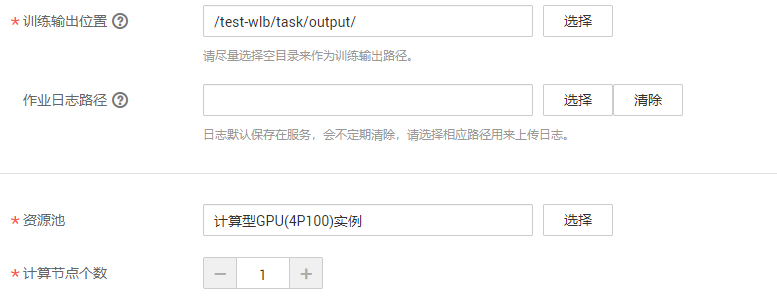 * 训练输出位置 ? /test-wlb/task/output/ 选择
请尽量选择空目录来作为训练输出路径。
作业日志路径 ? 选择 清除
日志默认保存在服务，会不定期清除，请选择相应路径用来上传日志。
* 资源池 计算型GPU(4P100)实例 选择
* 计算节点个数 − 1 +